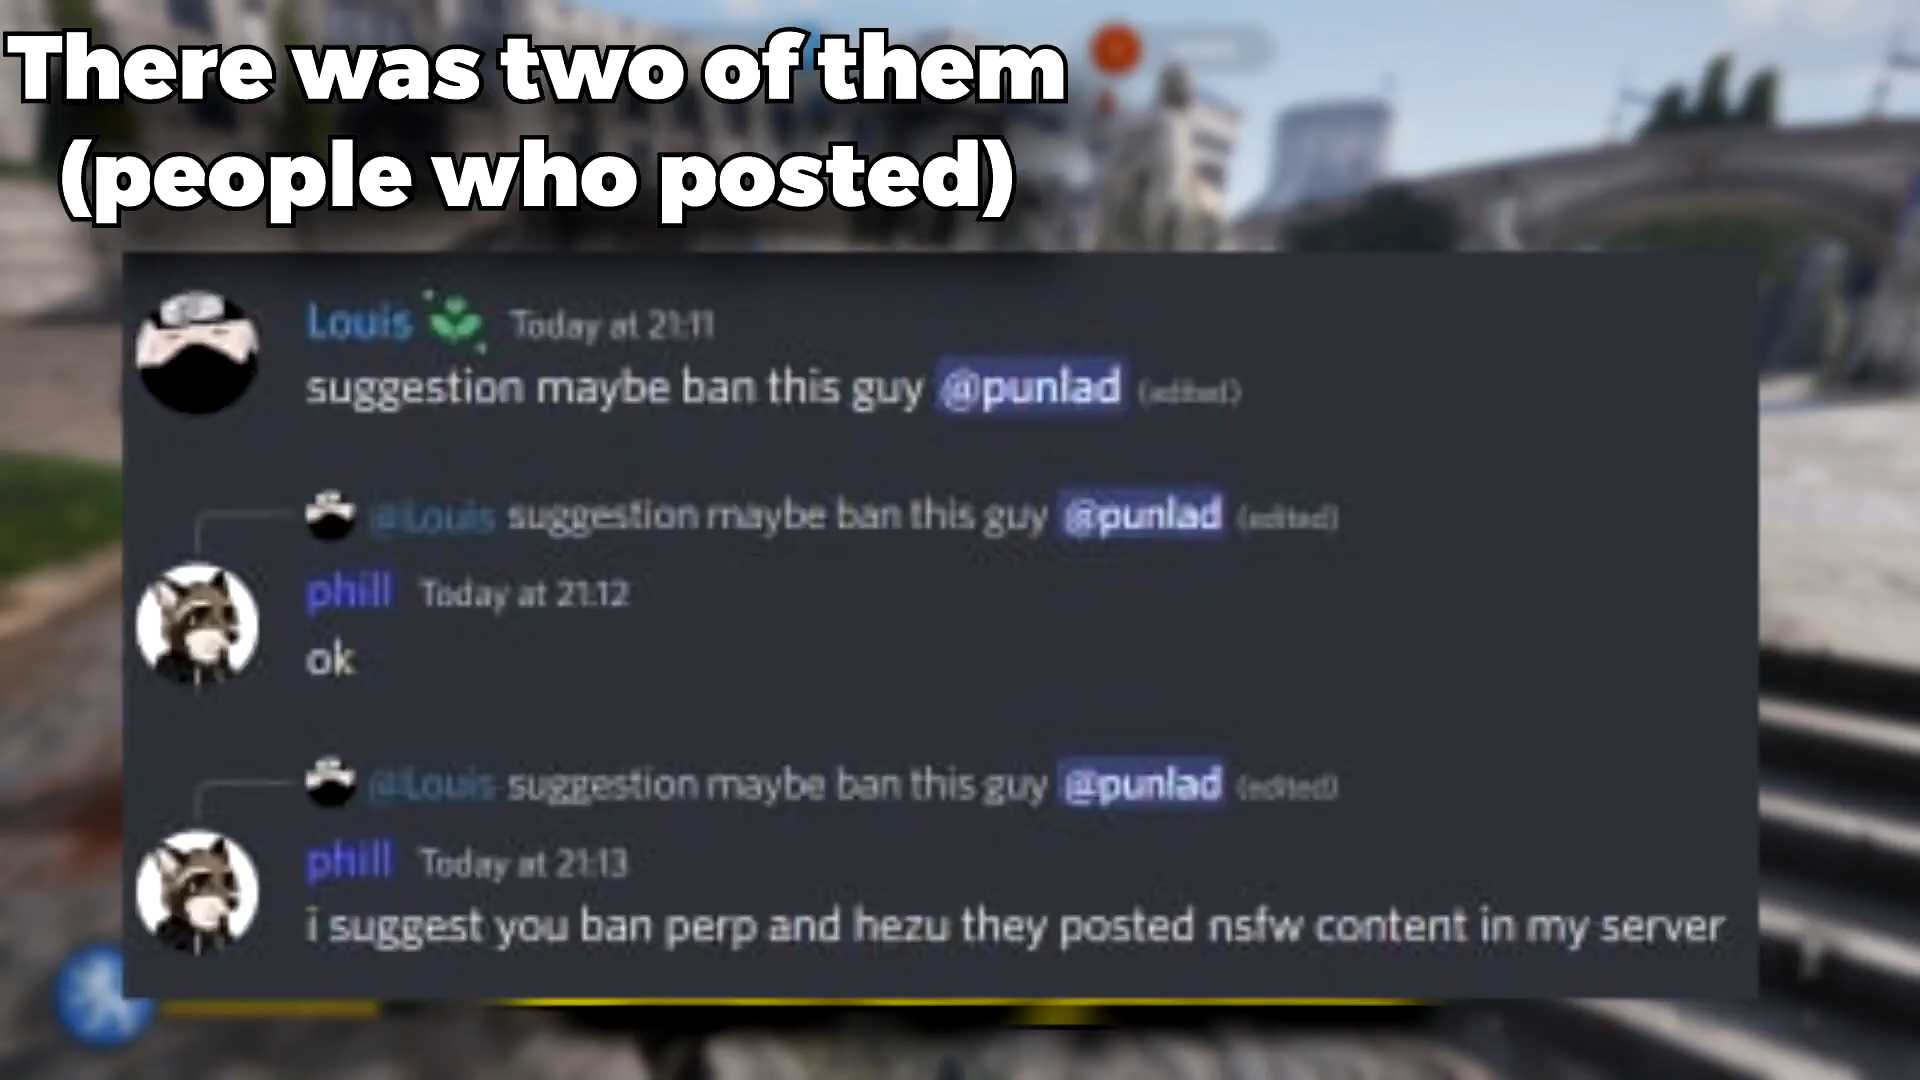 There was two of them
(people who posted)
Louis Today at 21:11
suggestion maybe ban this guy @punlad (edited)
@Louis suggestion maybe ban this guy @punlad (edited)
phill Today at 21:12
ok
@Louis suggestion maybe ban this guy @punlad (edited)
phill Today at 21:13
i suggest you ban perp and hezu they posted nsfw content in my server